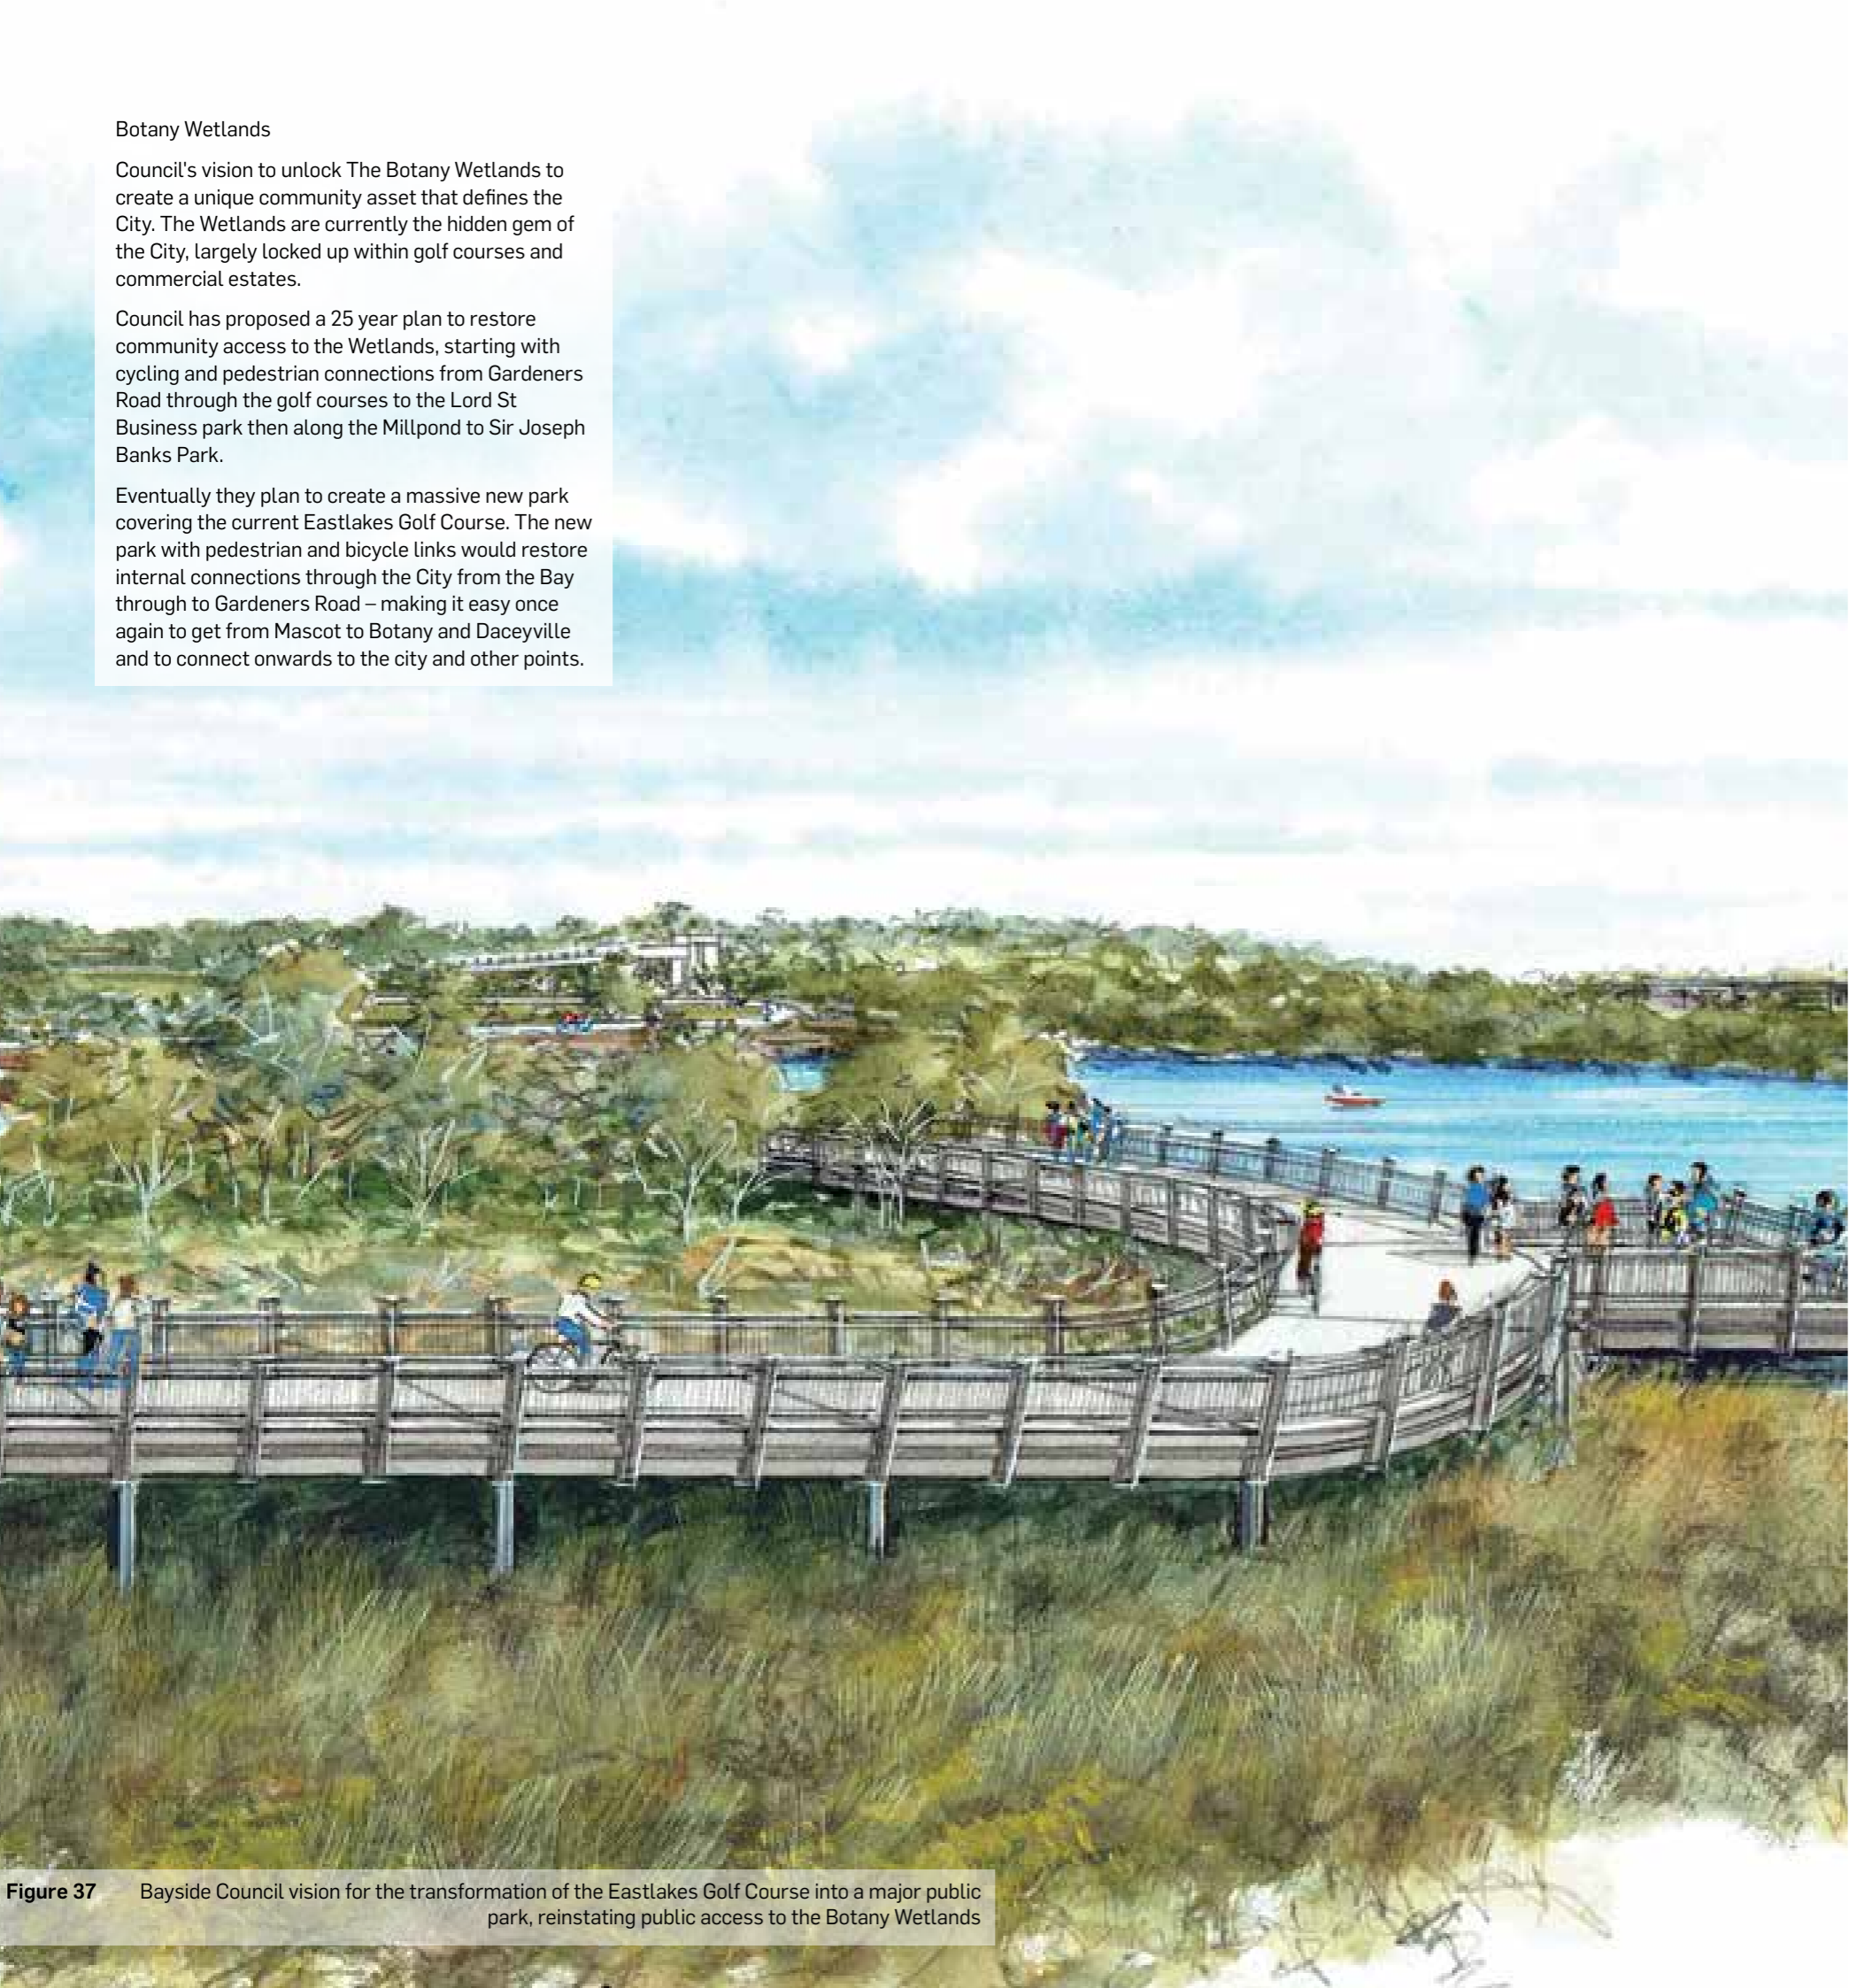 Botany Wetlands
Council's vision to unlock The Botany Wetlands to
create a unique community asset that defines the
City. The Wetlands are currently the hidden gem of
the City, largely locked up within golf courses and
commercial estates.
Council has proposed a 25 year plan to restore
community access to the Wetlands, starting with
cycling and pedestrian connections from Gardeners
Road through the golf courses to the Lord St
Business park then along the Millpond to Sir Joseph
Banks Park.
Eventually they plan to create a massive new park
covering the current Eastlakes Golf Course. The new
park with pedestrian and bicycle links would restore
internal connections through the City from the Bay
through to Gardeners Road – making it easy once
again to get from Mascot to Botany and Daceyville
and to connect onwards to the city and other points.
Figure 37 Bayside Council vision for the transformation of the Eastlakes Golf Course into a major public
park, reinstating public access to the Botany Wetlands